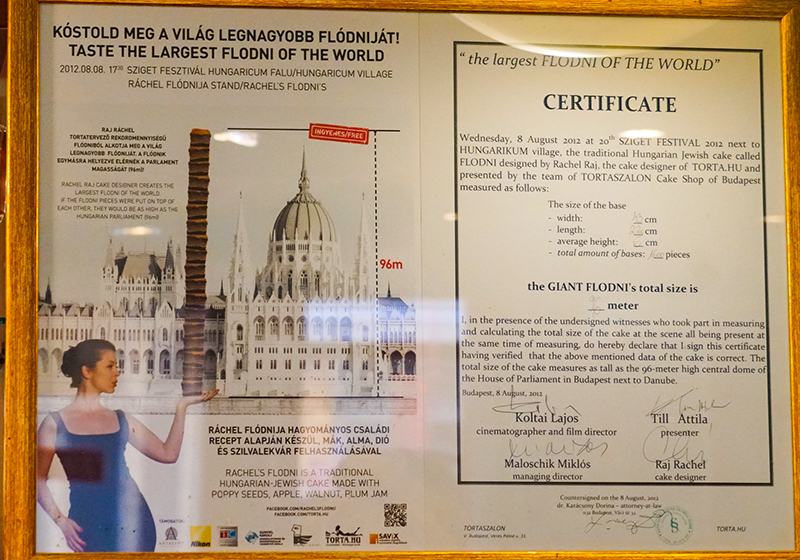 KÓSTOLD MEG A VILÁG LEGNAGYOBB FLÓDNIJÁT!
TASTE THE LARGEST FLODNI OF THE WORLD
2012.08.08. 17³⁰ SZIGET FESZTIVÁL HUNGARICUM FALU/HUNGARICUM VILLAGE
RÁCHEL FLÓDNIJA STAND/RACHEL'S FLODNI'S
INGYENES/FREE
RAJ RÁCHEL
TORTATERVEZŐ REKORDMENNYISÉGŰ
FLÓDNIBŐL ALKOTJA MEG A VILÁG
LEGNAGYOBB FLÓDNIJÁT. A FLÓDNIK
EGYMÁSRA HELYEZVE ELÉRNÉK A PARLAMENT
MAGASSÁGÁT (96m)!
RACHEL RAJ CAKE DESIGNER CREATES THE
LARGEST FLODNI OF THE WORLD.
IF THE FLODNI PIECES WERE PUT ON TOP OF
EACH OTHER, THEY WOULD BE AS HIGH AS THE
HUNGARIAN PARLIAMENT (96m)
96m
RÁCHEL FLÓDNIJA HAGYOMÁNYOS CSALÁDI
RECEPT ALAPJÁN KÉSZÜL, MÁK, ALMA, DIÓ
ÉS SZILVALEKVÁR FELHASZNÁLÁSÁVAL
RACHEL'S FLODNI IS A TRADITIONAL
HUNGARIAN-JEWISH CAKE MADE WITH
POPPY SEEDS, APPLE, WALNUT, PLUM JAM
FACEBOOK.COM/RACHELSFLODNI
FACEBOOK.COM/TORTA.HU
TÁMOGATÓK:
Nikon
TORTA.HU
SAVIX
"the largest FLODNI OF THE WORLD"
CERTIFICATE
Wednesday, 8 August 2012 at 20th SZIGET FESTIVAL 2012 next to
HUNGARIKUM village, the traditional Hungarian Jewish cake called
FLODNI designed by Rachel Raj, the cake designer of TORTA.HU and
presented by the team of TORTASZALON Cake Shop of Budapest
measured as follows:
The size of the base
- width: cm
- length: cm
- average height: cm
- total amount of bases: pieces
the GIANT FLODNI's total size is
meter
I, in the presence of the undersigned witnesses who took part in measuring
and calculating the total size of the cake at the scene all being present at
the same time of measuring, do hereby declare that I sign this certificate
having verified that the above mentioned data of the cake is correct. The
total size of the cake measures as tall as the 96-meter high central dome of
the House of Parliament in Budapest next to Danube.
Budapest, 8 August, 2012
Koltai Lajos
cinematographer and film director
Till Attila
presenter
Maloschik Miklós
managing director
Raj Rachel
cake designer
Countersigned on the 8 August, 2012
dr. Karácsony Dorina - attorney-at-law
TORTASZALON
TORTA.HU